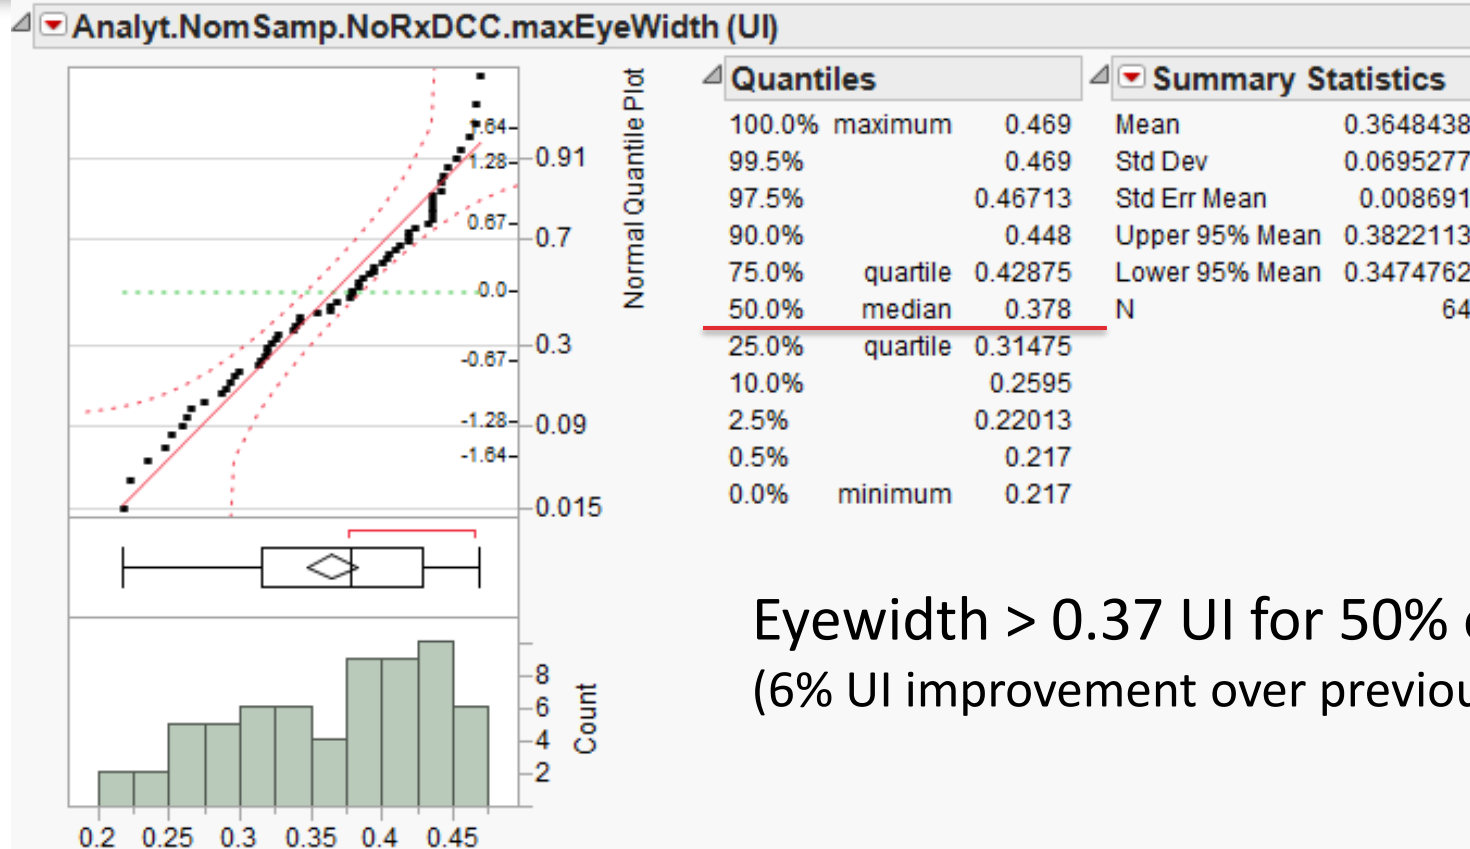 Analyt.NomSamp.NoRxDCC.maxEyeWidth (UI)
Normal Quantile Plot
1.64
1.28
0.67
0.0
-0.67
-1.28
-1.64
0.91
0.7
0.3
0.09
0.015
Count
8
6
4
2
0.2 0.25 0.3 0.35 0.4 0.45
Quantiles
100.0% maximum 0.469
99.5% 0.469
97.5% 0.46713
90.0% 0.448
75.0% quartile 0.42875
50.0% median 0.378
25.0% quartile 0.31475
10.0% 0.2595
2.5% 0.22013
0.5% 0.217
0.0% minimum 0.217
Summary Statistics
Mean 0.3648438
Std Dev 0.0695277
Std Err Mean 0.008691
Upper 95% Mean 0.3822113
Lower 95% Mean 0.3474762
N 64
Eyewidth > 0.37 UI for 50%
(6% UI improvement over previou